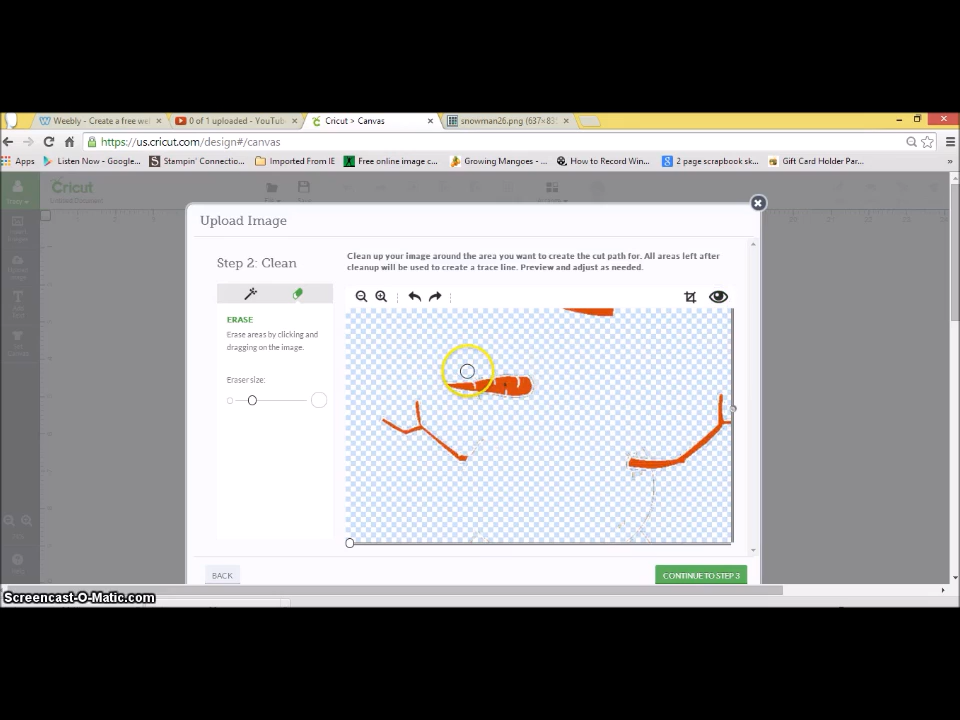 Weebly - Create a free we
0 of 1 uploaded - YouTub
Cricut > Canvas
snowman26.png (637×83
https://us.cricut.com/design#/canvas
Apps
Listen Now - Google...
Stampin' Connectio...
Imported From IE
Free online image c...
Growing Mangoes - ...
How to Record Win...
2 page scrapbook sk...
Gift Card Holder Par...
Cricut
Upload Image
Step 2: Clean
Clean up your image around the area you want to create the cut path for. All areas left after
cleanup will be used to create a trace line. Preview and adjust as needed.
ERASE
Erase areas by clicking and
dragging on the image.
Eraser size:
BACK
CONTINUE TO STEP 3
Screencast-O-Matic.com